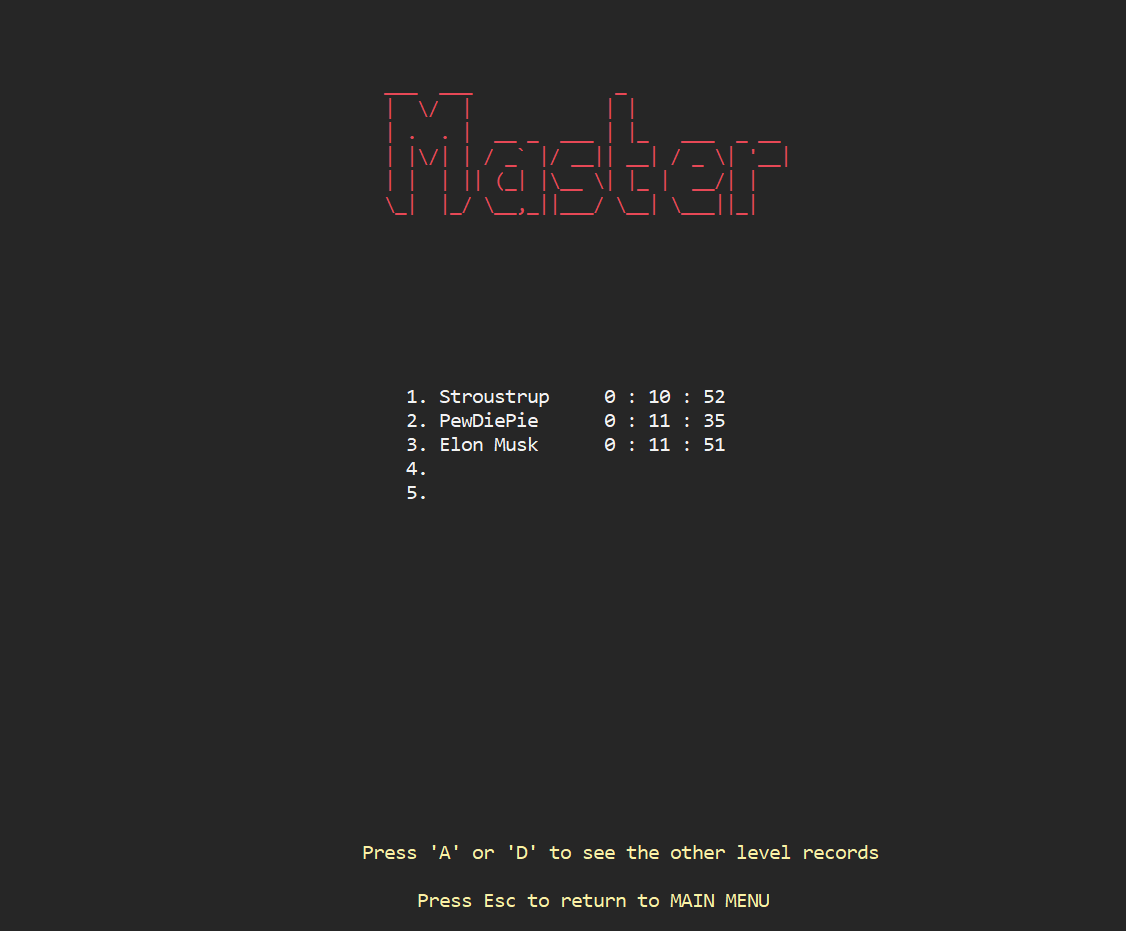 Master
1. Stroustrup 0 : 10 : 52
2. PewDiePie 0 : 11 : 35
3. Elon Musk 0 : 11 : 51
4.
5.
Press 'A' or 'D' to see the other level records
Press Esc to return to MAIN MENU